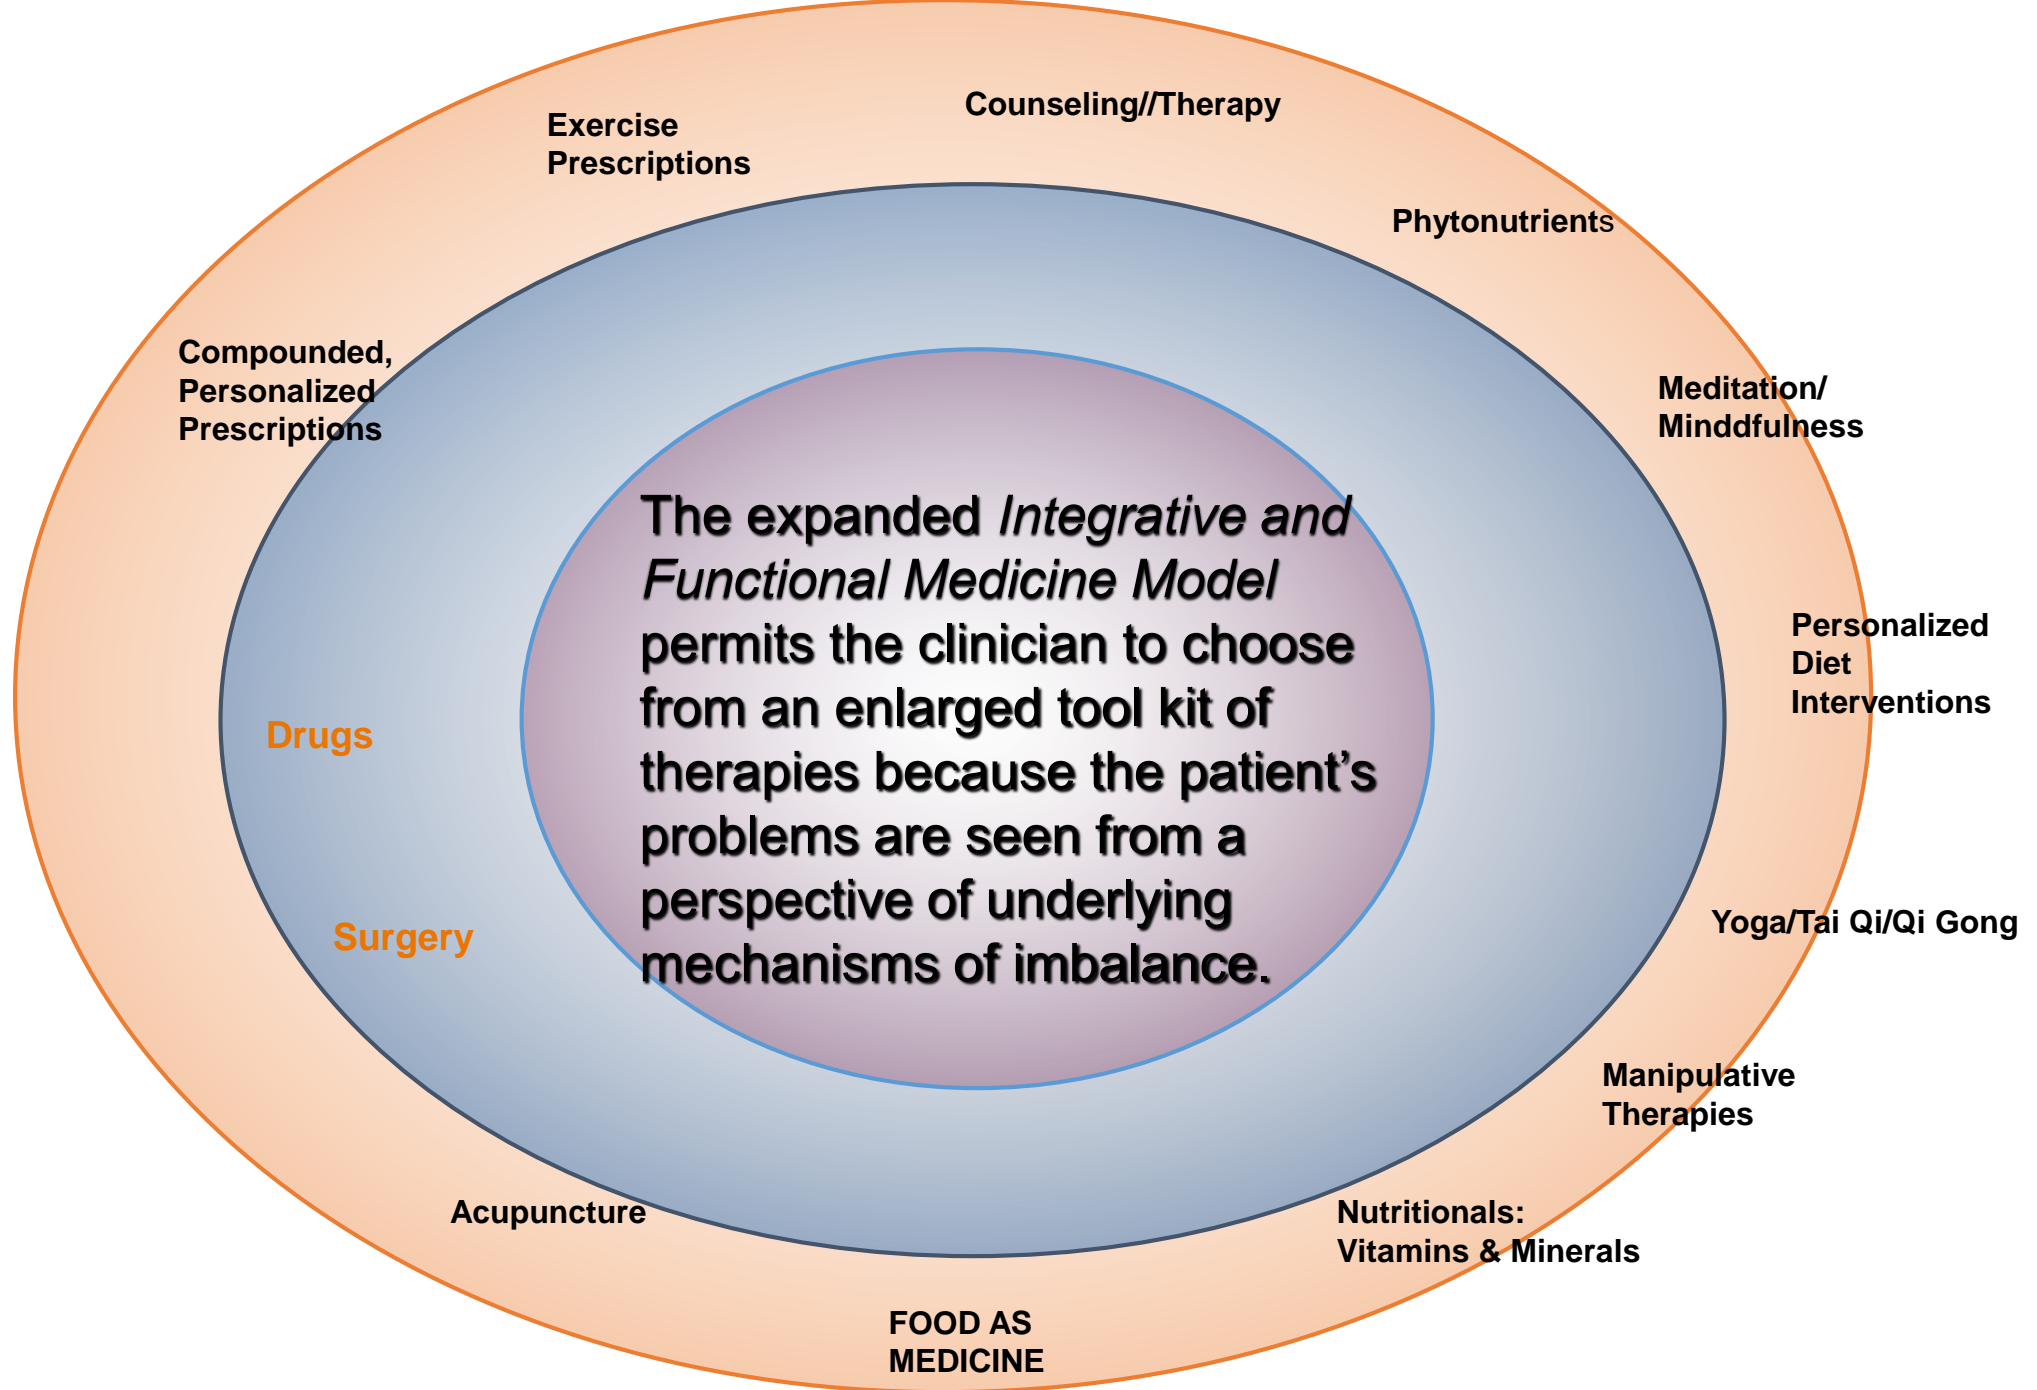 Counseling//Therapy
Exercise
Prescriptions
Phytonutrients
Compounded,
Personalized
Prescriptions
Meditation/
Minddfulness
The expanded Integrative and
Functional Medicine Model
permits the clinician to choose
from an enlarged tool kit of
therapies because the patient’s
problems are seen from a
perspective of underlying
mechanisms of imbalance.
Personalized
Diet
Interventions
Drugs
Surgery
Yoga/Tai Qi/Qi Gong
Manipulative
Therapies
Acupuncture
Nutritionals:
Vitamins & Minerals
FOOD AS
MEDICINE